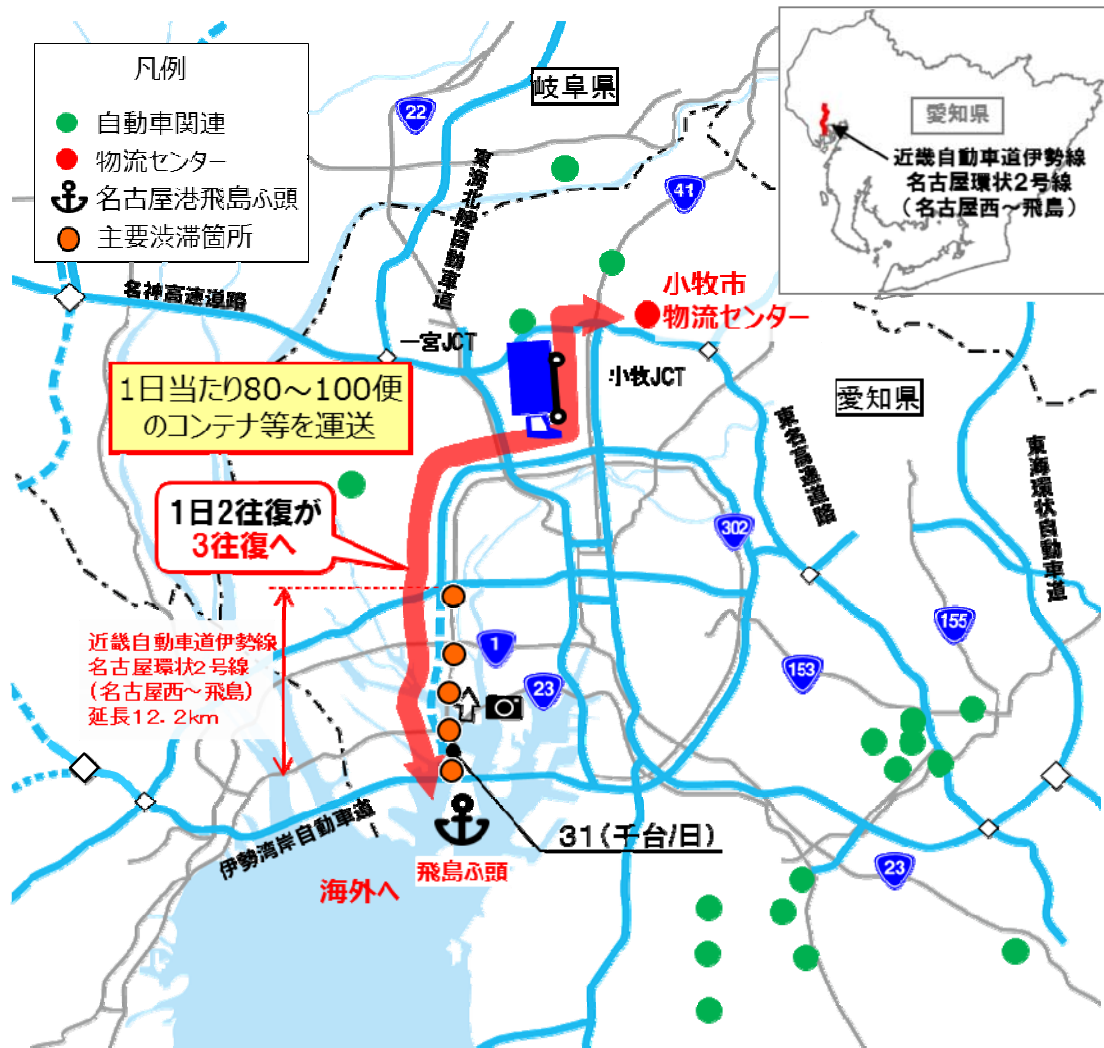 凡例
自動車関連
物流センター
名古屋港飛島ふ頭
主要渋滞箇所
岐阜県
22
41
東海北陸自動車道
愛知県
近畿自動車道伊勢線
名古屋環状2号線
(名古屋西～飛島)
名神高速道路
一宮JCT
小牧市
物流センター
小牧JCT
1日当たり80～100便
のコンテナ等を運送
愛知県
東名高速道路
東海環状自動車道
1日2往復が
3往復へ
302
155
153
1
23
近畿自動車道伊勢線
名古屋環状2号線
(名古屋西～飛島)
延長12.2km
伊勢湾岸自動車道
31(千台/日)
飛島ふ頭
海外へ
23